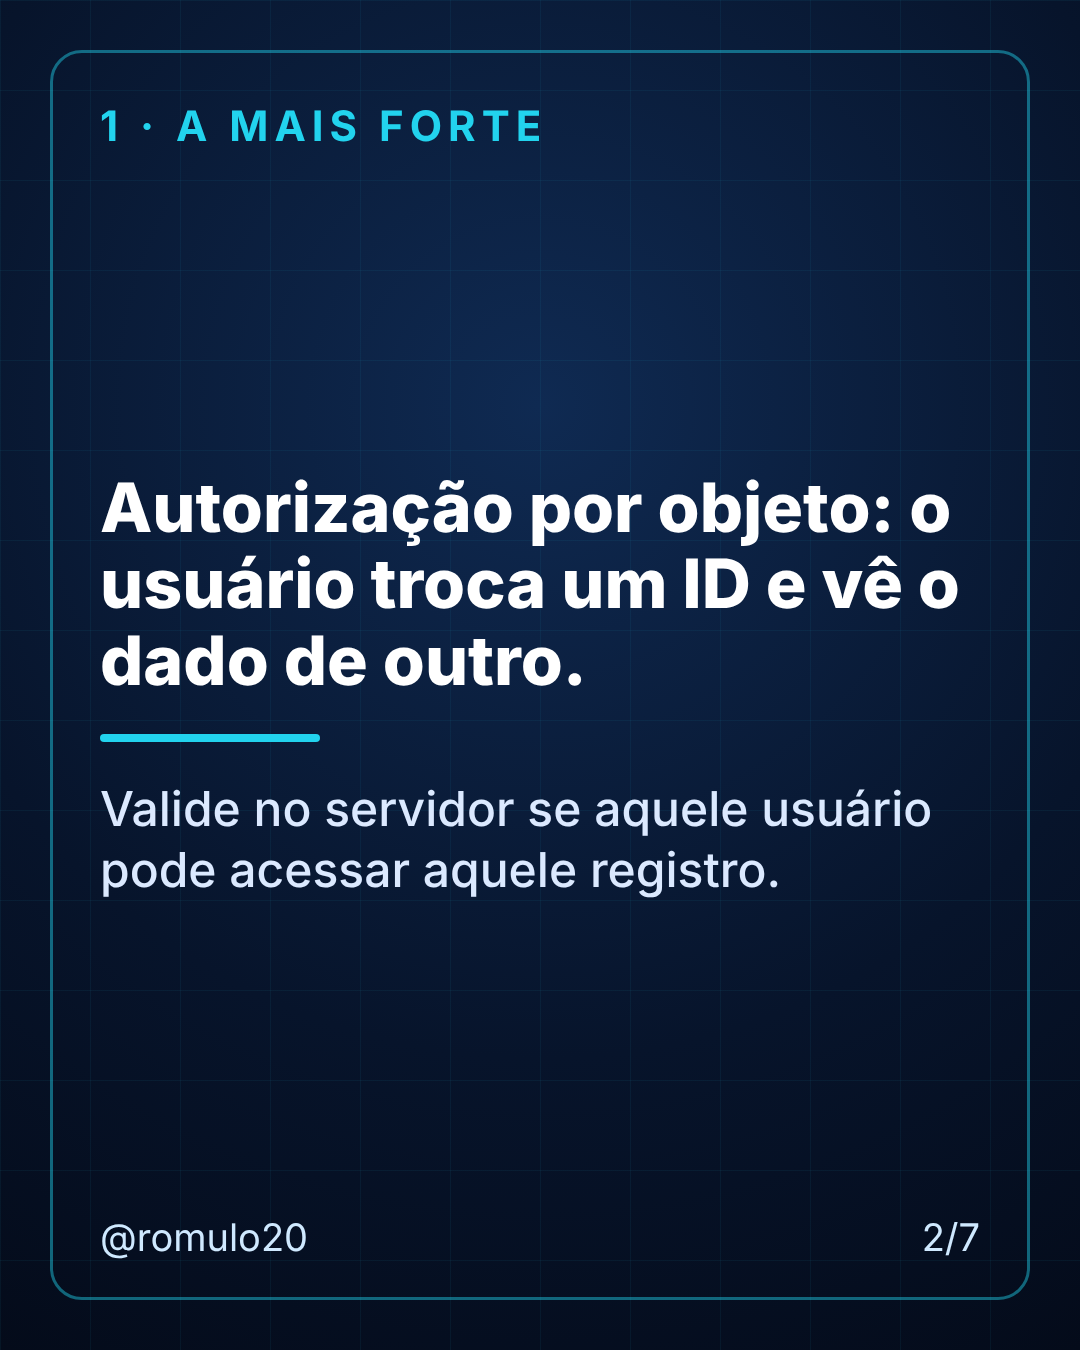 1 · A MAIS FORTE
Autorização por objeto: o
usuário troca um ID e vê o
dado de outro.
Valide no servidor se aquele usuário
pode acessar aquele registro.
@romulo20
2/7